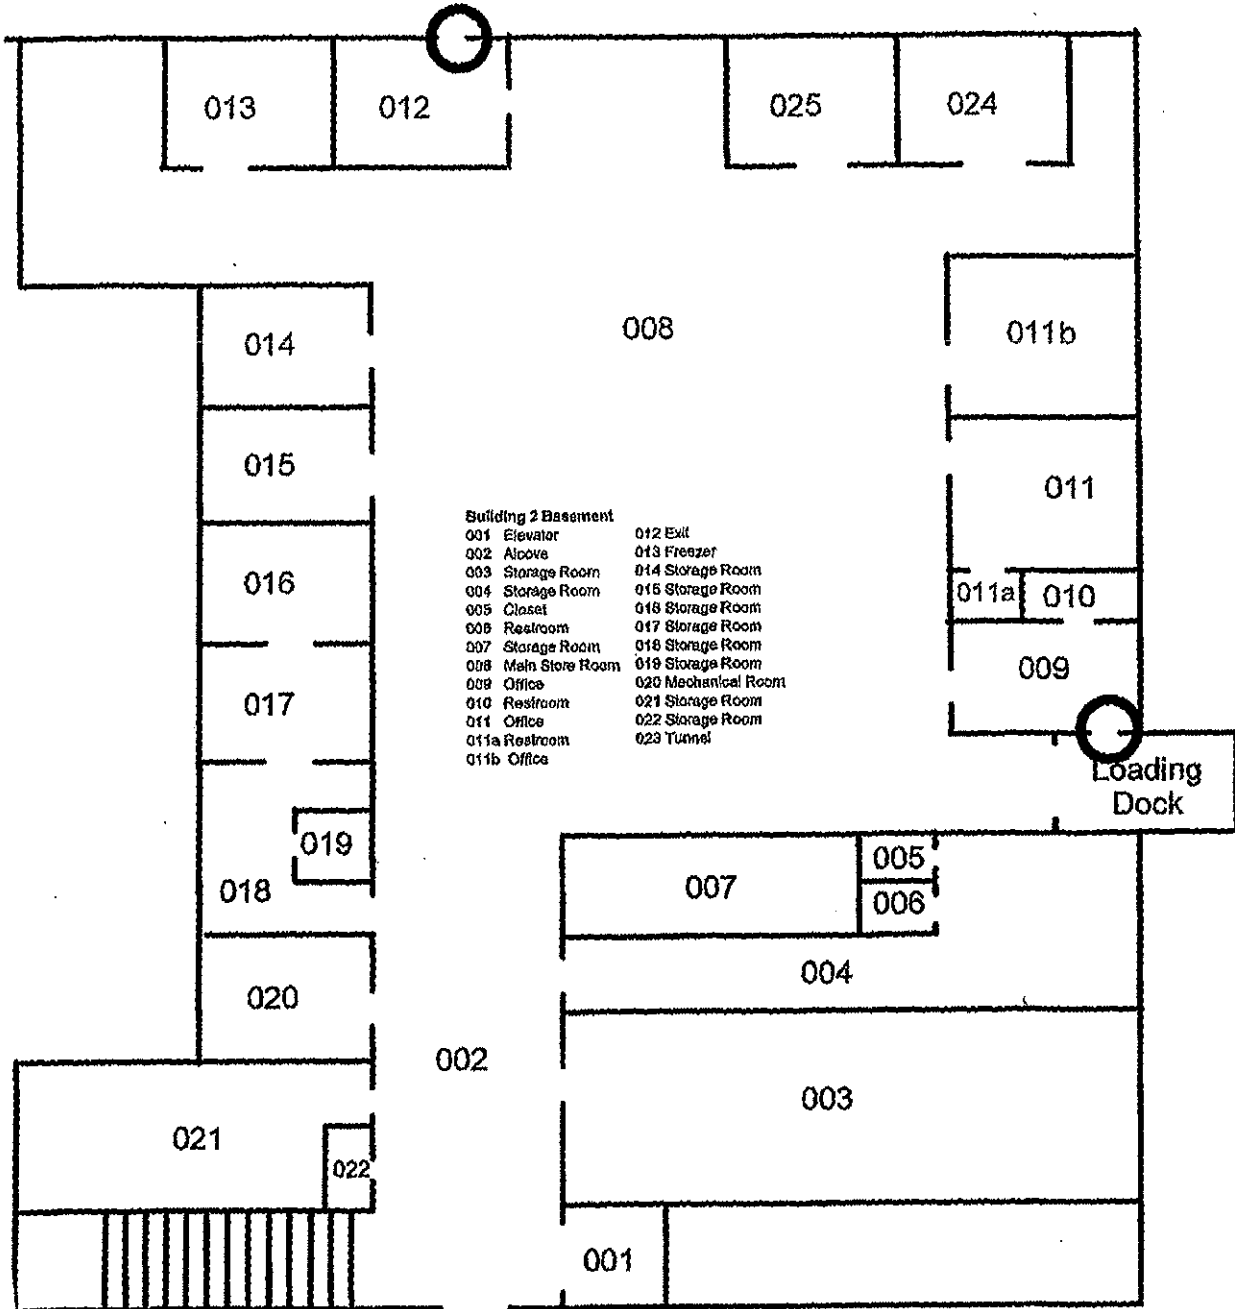 013
012
025
024
014
008
011b
015
011
016
011a
010
017
009
Building 2 Basement
001 Elevator
002 Alcove
003 Storage Room
004 Storage Room
005 Closet
006 Restroom
007 Storage Room
008 Main Store Room
009 Office
010 Restroom
011 Office
011a Restroom
011b Office
012 Exit
013 Freezer
014 Storage Room
015 Storage Room
016 Storage Room
017 Storage Room
018 Storage Room
019 Storage Room
020 Mechanical Room
021 Storage Room
022 Storage Room
023 Tunnel
Loading
Dock
019
018
007
005
006
004
020
002
003
021
022
001